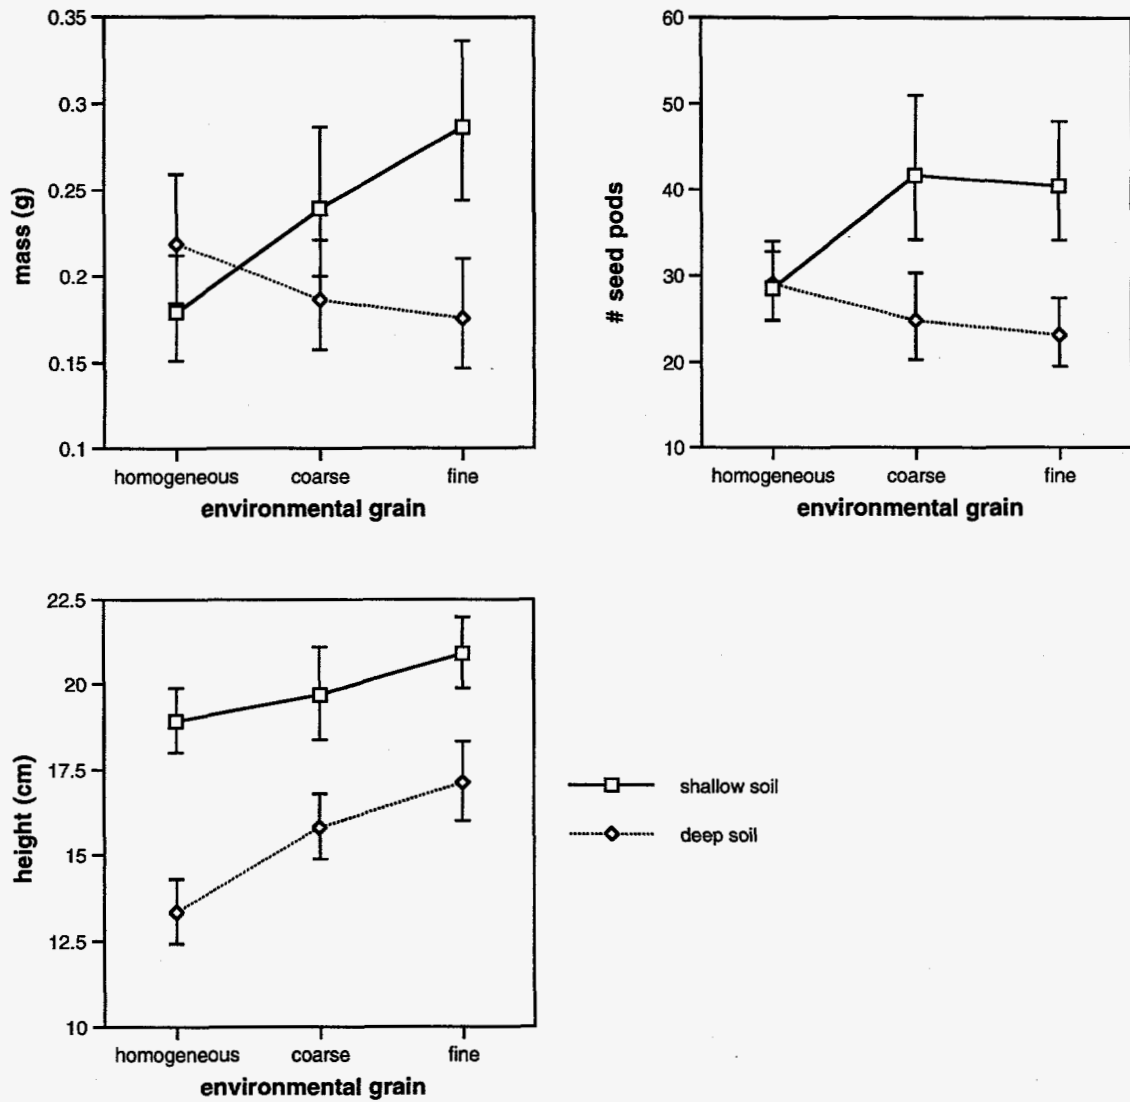 0.35
0.3
0.25
0.2
0.15
0.1
mass (g)
homogeneous coarse fine
environmental grain
60
50
40
30
20
10
# seed pods
homogeneous coarse fine
environmental grain
22.5
20
17.5
15
12.5
10
height (cm)
homogeneous coarse fine
environmental grain
shallow soil
deep soil